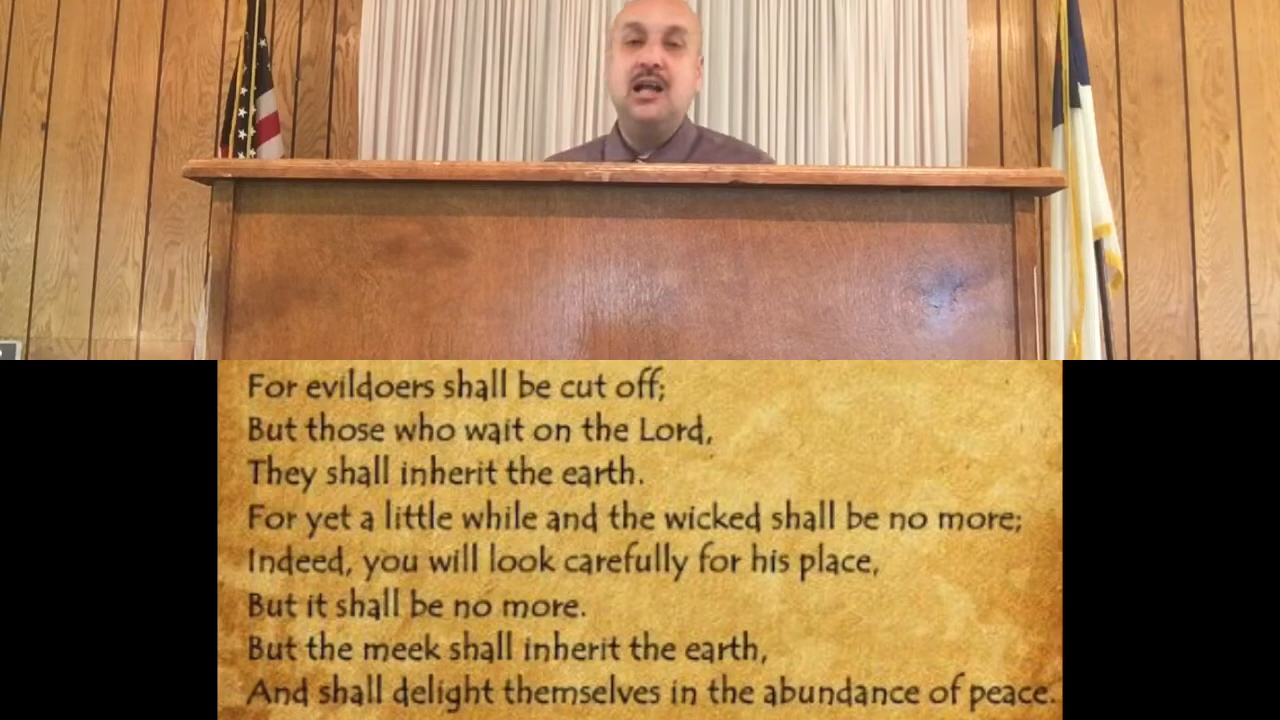 For evildoers shall be cut off;
But those who wait on the Lord,
They shall inherit the earth.
For yet a little while and the wicked shall be no more;
Indeed, you will look carefully for his place,
But it shall be no more.
But the meek shall inherit the earth,
And shall delight themselves in the abundance of peace.